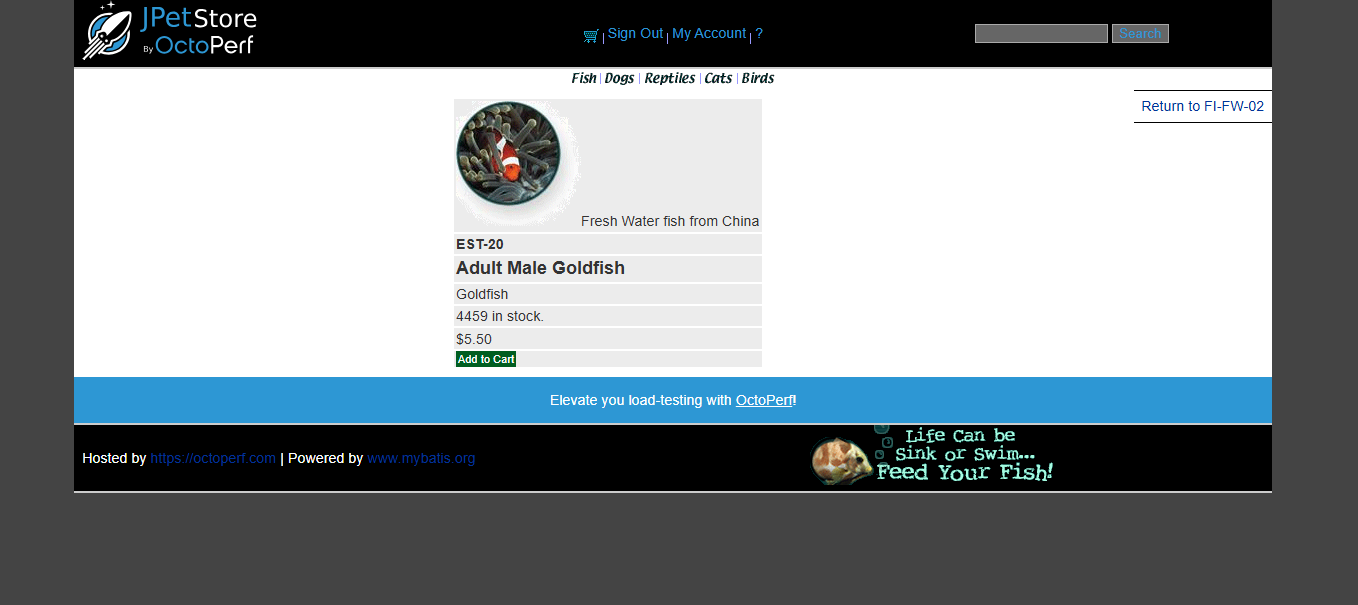 JPetStore
By OctoPerf
| Sign Out | My Account | ?
Search
Fish | Dogs | Reptiles | Cats | Birds
Return to FI-FW-02
Fresh Water fish from China
EST-20
Adult Male Goldfish
Goldfish
4459 in stock.
$5.50
Add to Cart
Elevate you load-testing with OctoPerf!
Hosted by https://octoperf.com | Powered by www.mybatis.org
Life Can be
Sink or Swim...
Feed Your Fish!